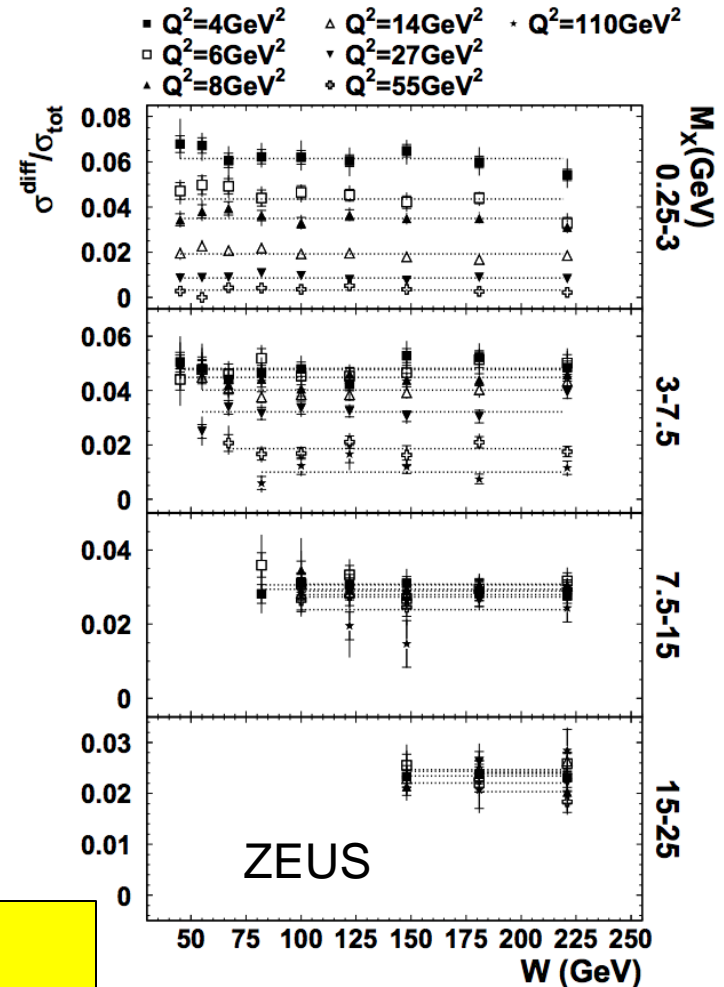 ■ Q²=4GeV² △ Q²=14GeV² ★ Q²=110GeV²
□ Q²=6GeV² ▼ Q²=27GeV²
▲ Q²=8GeV² ✚ Q²=55GeV²
σ^diff/σ_tot
M_X(GeV)
0.08
0.06
0.04
0.02
0
0.25-3
0.06
0.04
0.02
0
3-7.5
0.04
0.02
0
7.5-15
0.03
0.02
0.01
0
15-25
ZEUS
50 75 100 125 150 175 200 225 250
W (GeV)